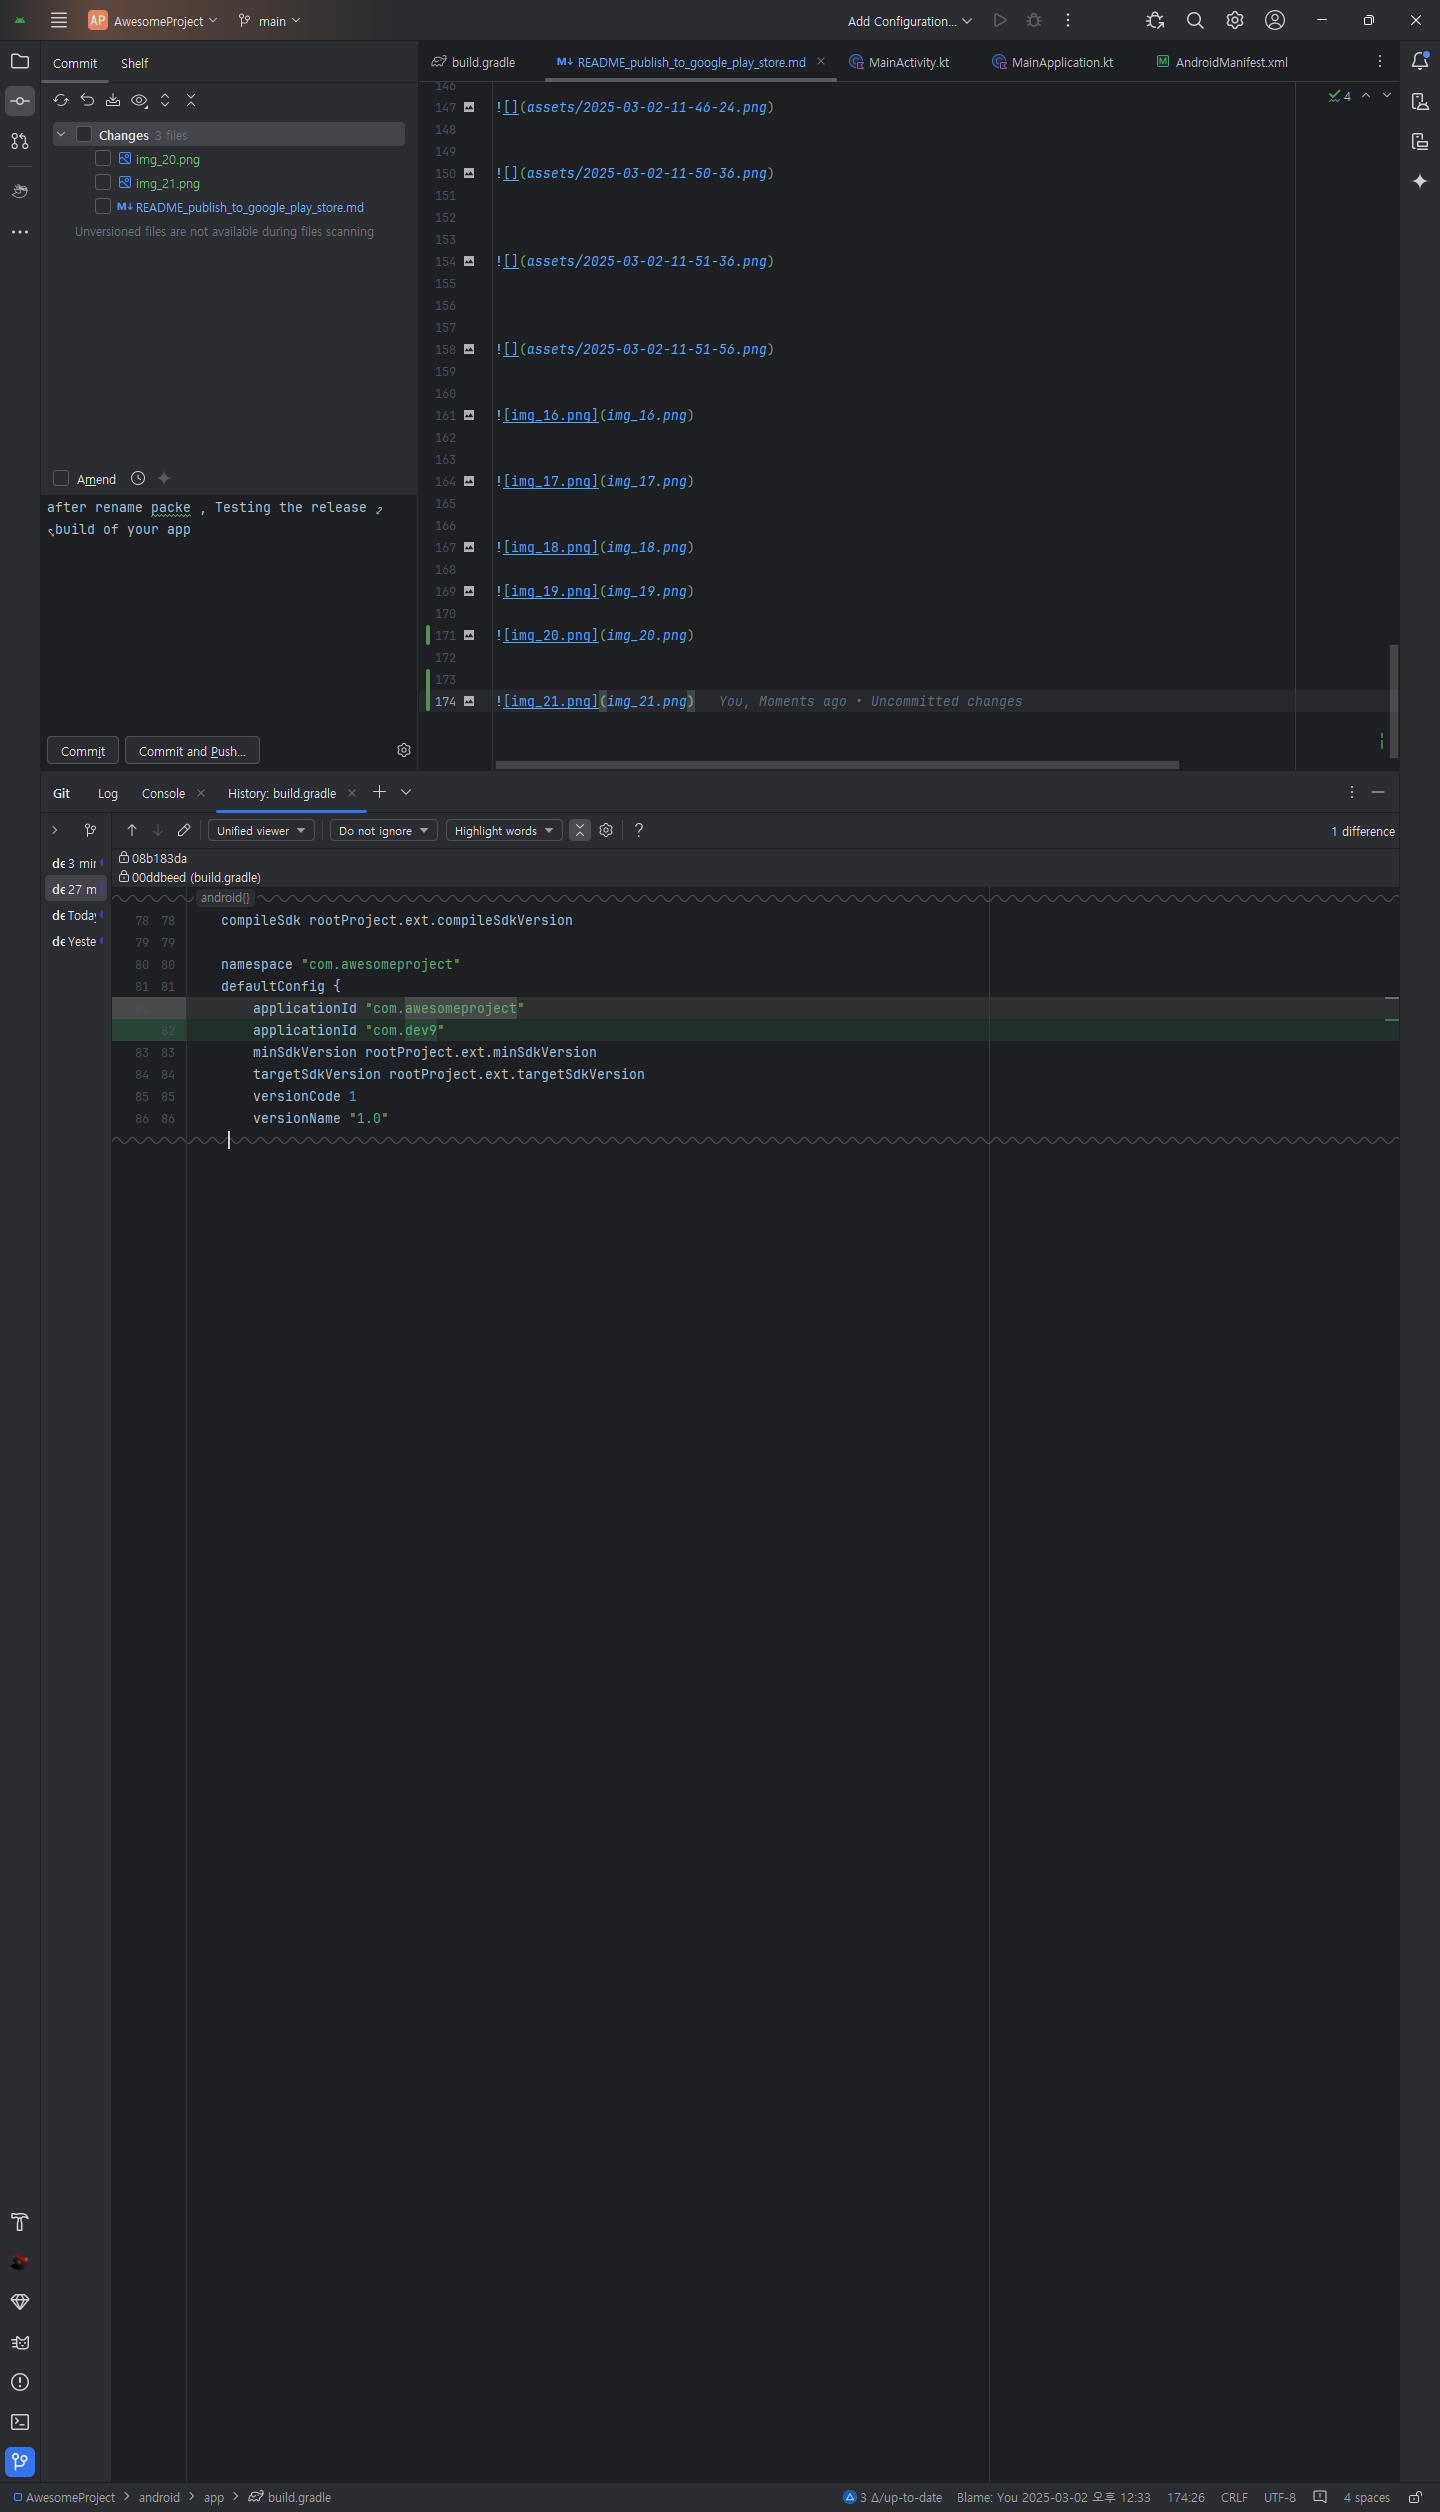 AP AwesomeProject main Add Configuration...
Commit Shelf
Changes 3 files
img_20.png
img_21.png
M↓ README_publish_to_google_play_store.md
Unversioned files are not available during files scanning
Amend
after rename packe , Testing the release
build of your app
Commit Commit and Push...
build.gradle M↓ README_publish_to_google_play_store.md MainActivity.kt MainApplication.kt M AndroidManifest.xml
4
146
147 ![](assets/2025-03-02-11-46-24.png)
148
149
150 ![](assets/2025-03-02-11-50-36.png)
151
152
153
154 ![](assets/2025-03-02-11-51-36.png)
155
156
157
158 ![](assets/2025-03-02-11-51-56.png)
159
160
161 ![img_16.png](img_16.png)
162
163
164 ![img_17.png](img_17.png)
165
166
167 ![img_18.png](img_18.png)
168
169 ![img_19.png](img_19.png)
170
171 ![img_20.png](img_20.png)
172
173
174 ![img_21.png](img_21.png) You, Moments ago • Uncommitted changes
Git Log Console History: build.gradle
Unified viewer Do not ignore Highlight words ? 1 difference
de 3 min
de 27 m
de Today
de Yeste
08b183da
00ddbeed (build.gradle)
android{}
78 78 compileSdk rootProject.ext.compileSdkVersion
79 79
80 80 namespace "com.awesomeproject"
81 81 defaultConfig {
applicationId "com.awesomeproject"
82 applicationId "com.dev9"
83 83 minSdkVersion rootProject.ext.minSdkVersion
84 84 targetSdkVersion rootProject.ext.targetSdkVersion
85 85 versionCode 1
86 86 versionName "1.0"
AwesomeProject > android > app > build.gradle 3 ∆/up-to-date Blame: You 2025-03-02 오후 12:33 174:26 CRLF UTF-8 4 spaces